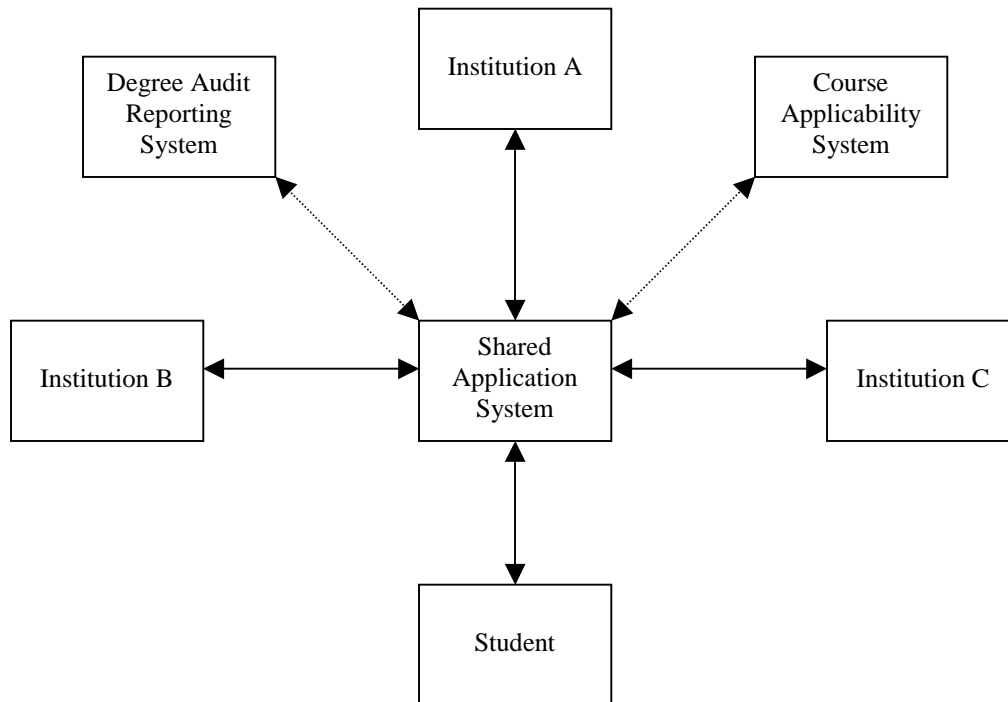 Institution A
Degree Audit
Reporting
System
Course
Applicability
System
Institution B
Shared
Application
System
Institution C
Student